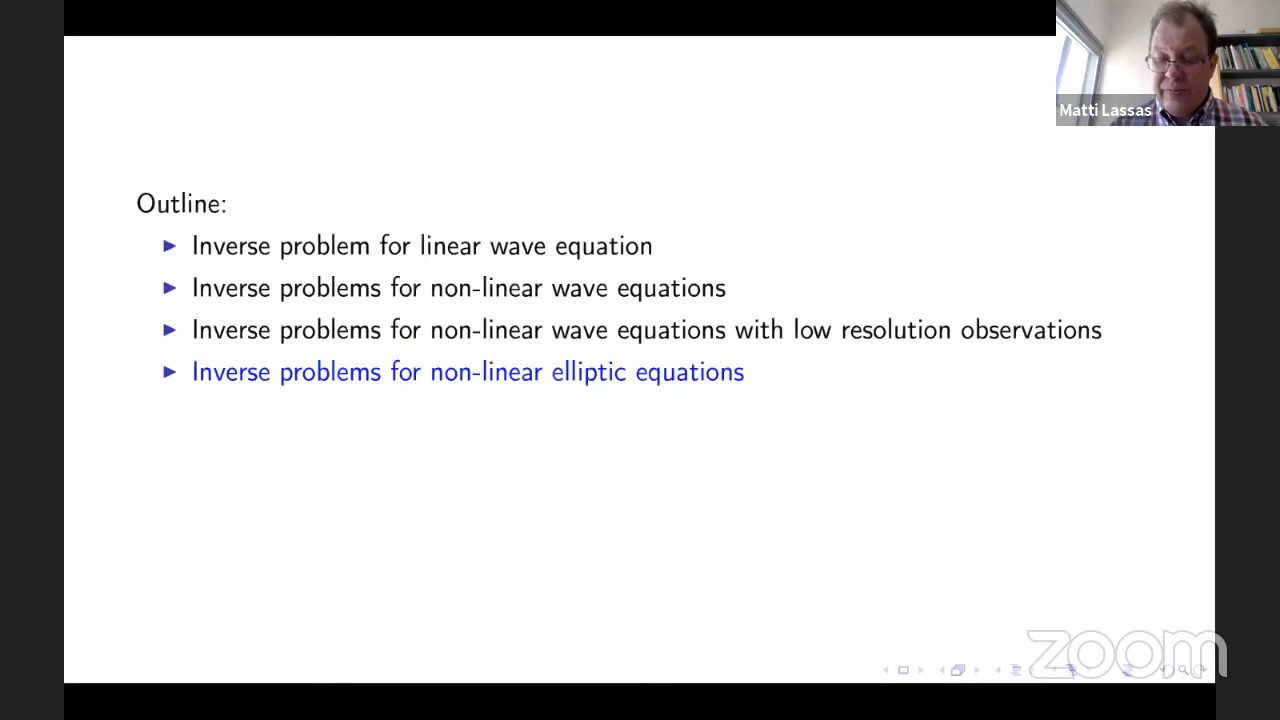 Matti Lassas
Outline:
Inverse problem for linear wave equation
Inverse problems for non-linear wave equations
Inverse problems for non-linear wave equations with low resolution observations
Inverse problems for non-linear elliptic equations
zoom